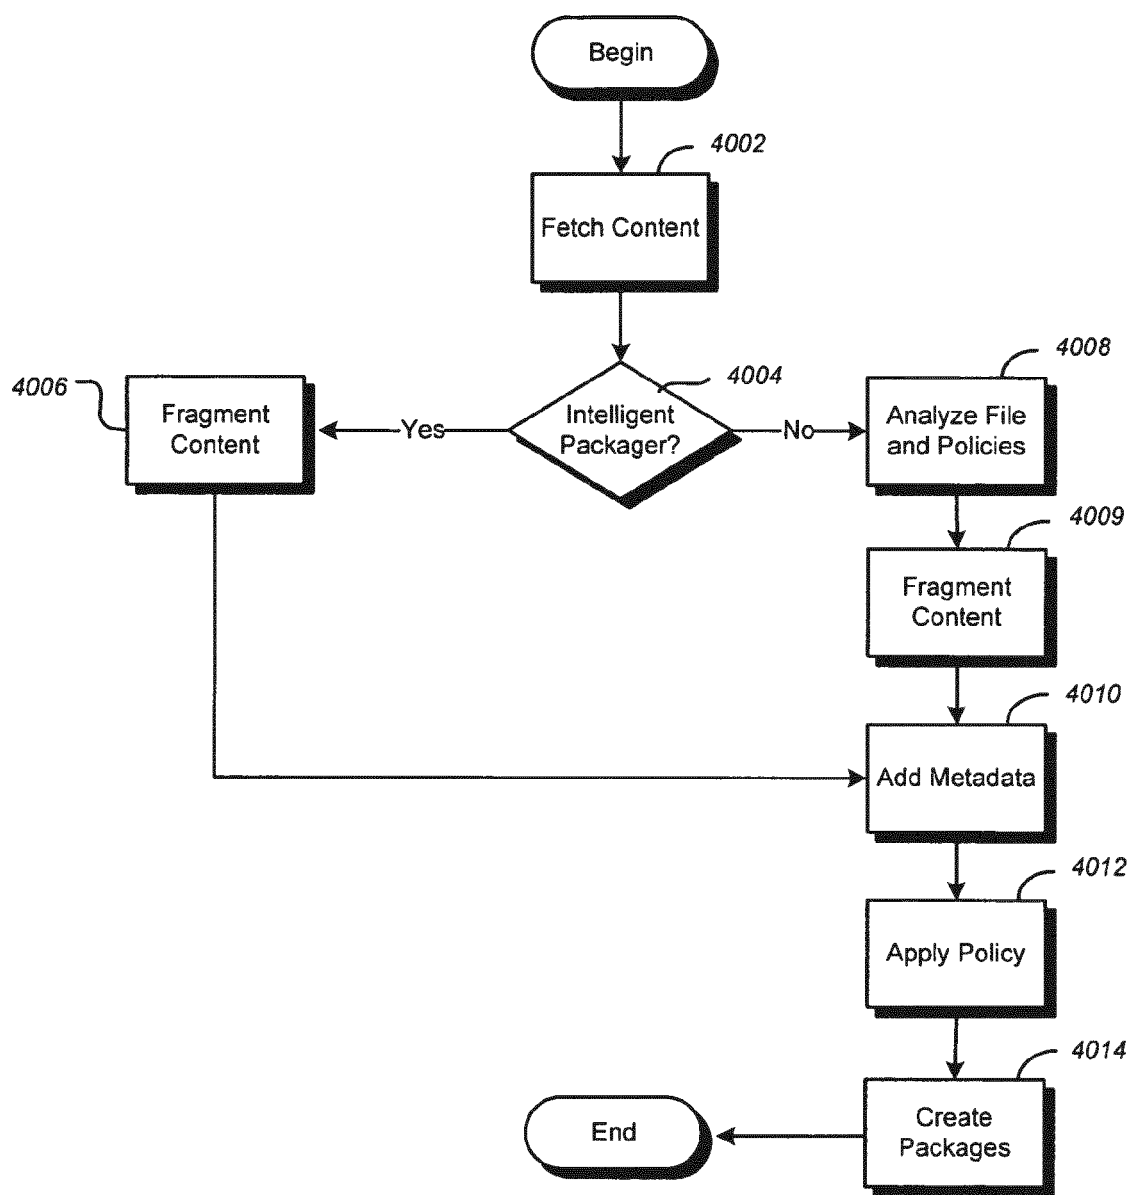 Begin
4002
Fetch Content
4004
Intelligent
Packager?
Yes
No
4006
Fragment
Content
4008
Analyze File
and Policies
4009
Fragment
Content
4010
Add Metadata
4012
Apply Policy
4014
Create
Packages
End